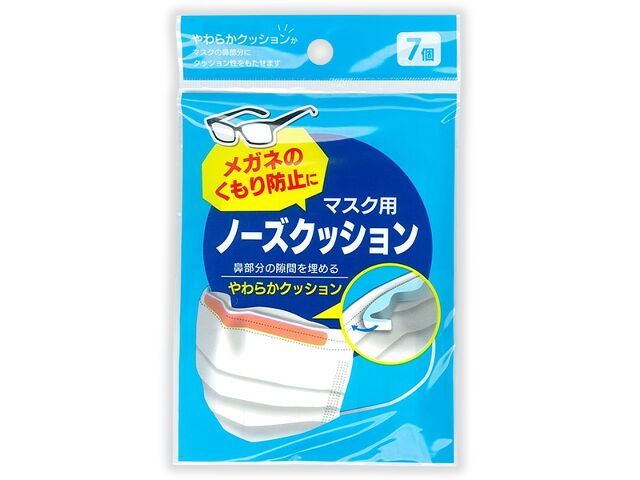 やわらかクッションが
マスクの鼻部分に
クッション性をもたせます
7個
メガネの
くもり防止に
マスク用
ノーズクッション
鼻部分の隙間を埋める
やわらかクッション